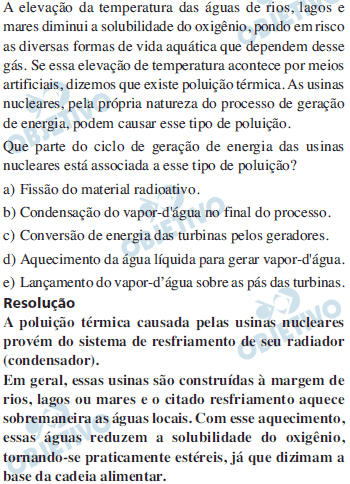 A elevação da temperatura das águas de rios, lagos e
mares diminui a solubilidade do oxigênio, pondo em risco
as diversas formas de vida aquática que dependem desse
gás. Se essa elevação de temperatura acontece por meios
artificiais, dizemos que existe poluição térmica. As usinas
nucleares, pela própria natureza do processo de geração
de energia, podem causar esse tipo de poluição.
Que parte do ciclo de geração de energia das usinas
nucleares está associada a esse tipo de poluição?
a) Fissão do material radioativo.
b) Condensação do vapor-d'água no final do processo.
c) Conversão de energia das turbinas pelos geradores.
d) Aquecimento da água líquida para gerar vapor-d'água.
e) Lançamento do vapor-d'água sobre as pás das turbinas.
Resolução
A poluição térmica causada pelas usinas nucleares
provém do sistema de resfriamento de seu radiador
(condensador).
Em geral, essas usinas são construídas à margem de
rios, lagos ou mares e o citado resfriamento aquece
sobremaneira as águas locais. Com esse aquecimento,
essas águas reduzem a solubilidade do oxigênio,
tornando-se praticamente estéreis, já que dizimam a
base da cadeia alimentar.
OBJETIVO
OBJETIVO
OBJETIVO
OBJETIVO
OBJETIVO